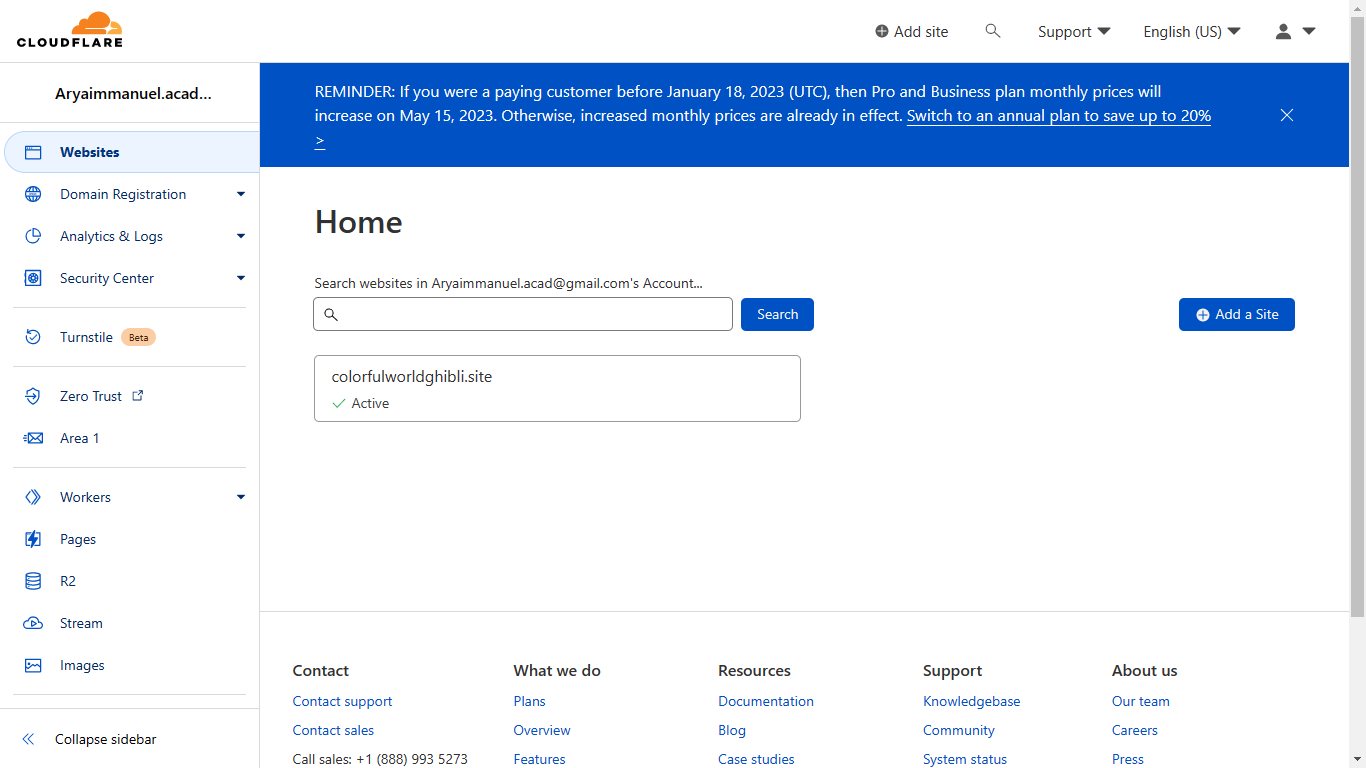 CLOUDFLARE
Add site
Support
English (US)
Aryaimmanuel.acad...
Websites
Domain Registration
Analytics & Logs
Security Center
Turnstile Beta
Zero Trust
Area 1
Workers
Pages
R2
Stream
Images
Collapse sidebar
REMINDER: If you were a paying customer before January 18, 2023 (UTC), then Pro and Business plan monthly prices will
increase on May 15, 2023. Otherwise, increased monthly prices are already in effect. Switch to an annual plan to save up to 20%
>
Home
Search websites in Aryaimmanuel.acad@gmail.com's Account...
Search
Add a Site
colorfulworldghibli.site
Active
Contact
Contact support
Contact sales
Call sales: +1 (888) 993 5273
What we do
Plans
Overview
Features
Resources
Documentation
Blog
Case studies
Support
Knowledgebase
Community
System status
About us
Our team
Careers
Press